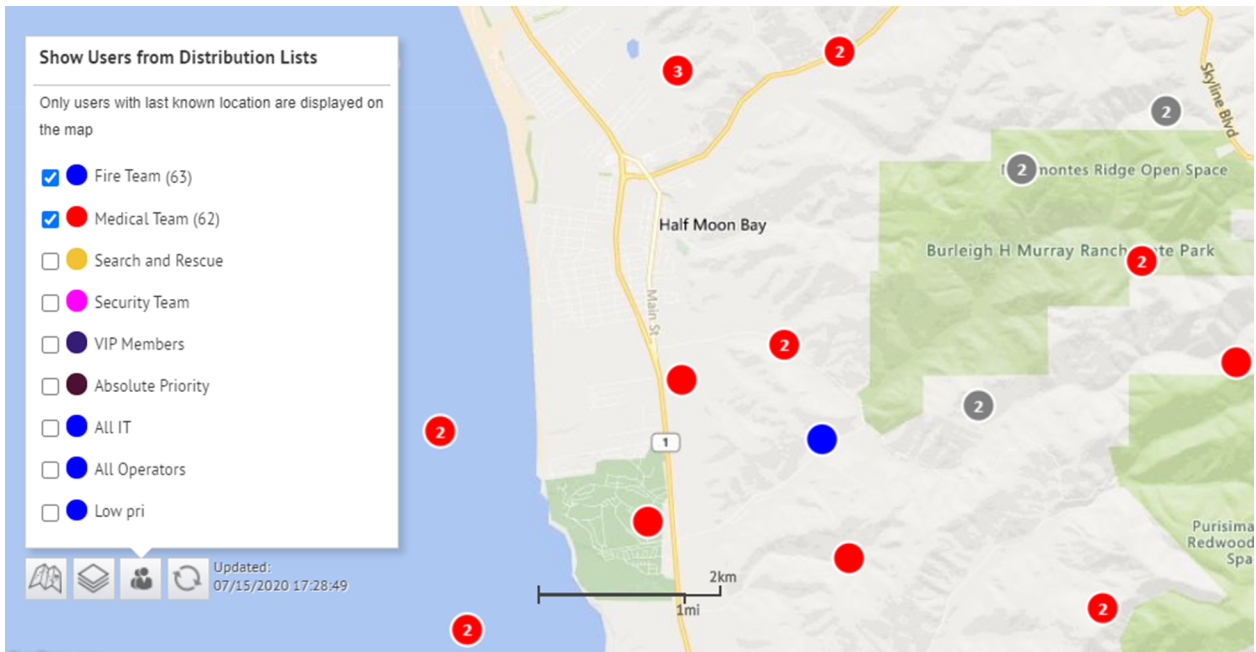 Show Users from Distribution Lists
Only users with last known location are displayed on
the map
Fire Team (63)
Medical Team (62)
Search and Rescue
Security Team
VIP Members
Absolute Priority
All IT
All Operators
Low pri
Updated:
07/15/2020 17:28:49
3
2
Skyline Blvd
2
2
montes Ridge Open Space
Half Moon Bay
Burleigh H Murray Ranch
2
te Park
Main St
2
2
2
1
Purisima
Redwood
Spa
2km
1mi
2
2